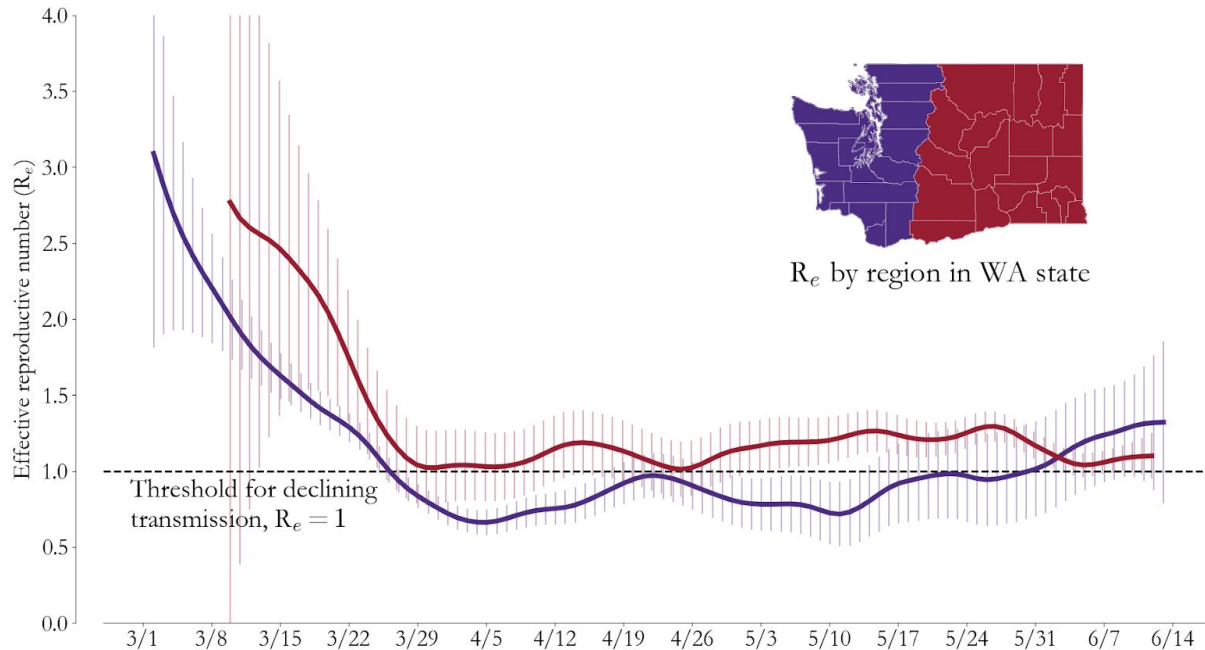 4.0
3.5
3.0
2.5
2.0
1.5
1.0
0.5
0.0
Effective reproductive number (Rₑ)
Rₑ by region in WA state
Threshold for declining
transmission, Rₑ = 1
3/1 3/8 3/15 3/22 3/29 4/5 4/12 4/19 4/26 5/3 5/10 5/17 5/24 5/31 6/7 6/14